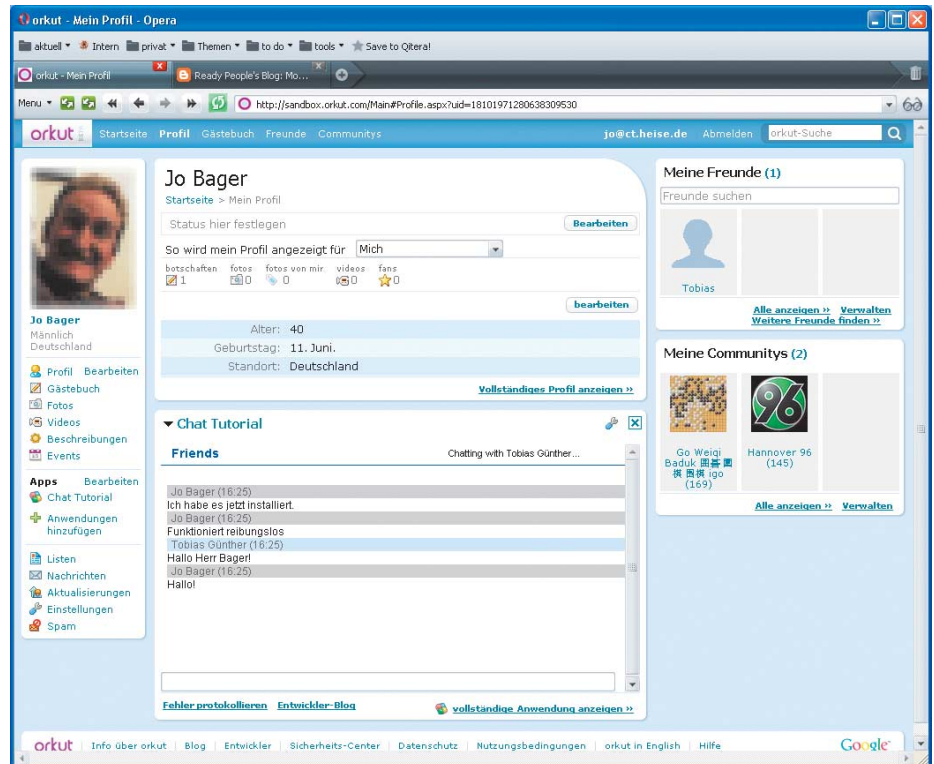 orkut - Mein Profil - Opera
aktuell Intern privat Themen to do tools Save to Qitera!
orkut - Mein Profil Ready People's Blog: Mo...
Menu http://sandbox.orkut.com/Main#Profile.aspx?uid=18101971280638309530
orkut Startseite Profil Gästebuch Freunde Communitys jo@ct.heise.de Abmelden orkut-Suche
Jo Bager
Männlich
Deutschland
Profil Bearbeiten
Gästebuch
Fotos
Videos
Beschreibungen
Events
Apps Bearbeiten
Chat Tutorial
Anwendungen
hinzufügen
Listen
Nachrichten
Aktualisierungen
Einstellungen
Spam
Jo Bager
Startseite > Mein Profil
Status hier festlegen Bearbeiten
So wird mein Profil angezeigt für Mich
botschaften fotos fotos von mir videos fans
1 0 0 0 0
bearbeiten
Alter: 40
Geburtstag: 11. Juni.
Standort: Deutschland
Vollständiges Profil anzeigen »
Chat Tutorial
Friends Chatting with Tobias Günther...
Jo Bager (16:25)
Ich habe es jetzt installiert.
Jo Bager (16:25)
Funktioniert reibungslos
Tobias Günther (16:25)
Hallo Herr Bager!
Jo Bager (16:25)
Hallo!
Fehler protokollieren Entwickler-Blog vollständige Anwendung anzeigen »
Meine Freunde (1)
Freunde suchen
Tobias
Alle anzeigen » Verwalten
Weitere Freunde finden »
Meine Communitys (2)
96
Go Weiqi
Baduk 囲碁 圍
棋 围棋 igo
(169)
Hannover 96
(145)
Alle anzeigen » Verwalten
orkut Info über orkut Blog Entwickler Sicherheits-Center Datenschutz Nutzungsbedingungen orkut in English Hilfe Google